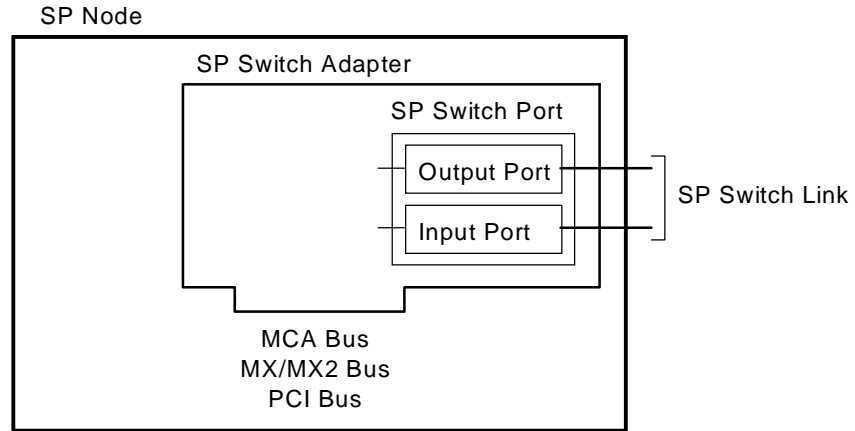 SP Node
SP Switch Adapter
SP Switch Port
Output Port
SP Switch Link
Input Port
MCA Bus
MX/MX2 Bus
PCI Bus